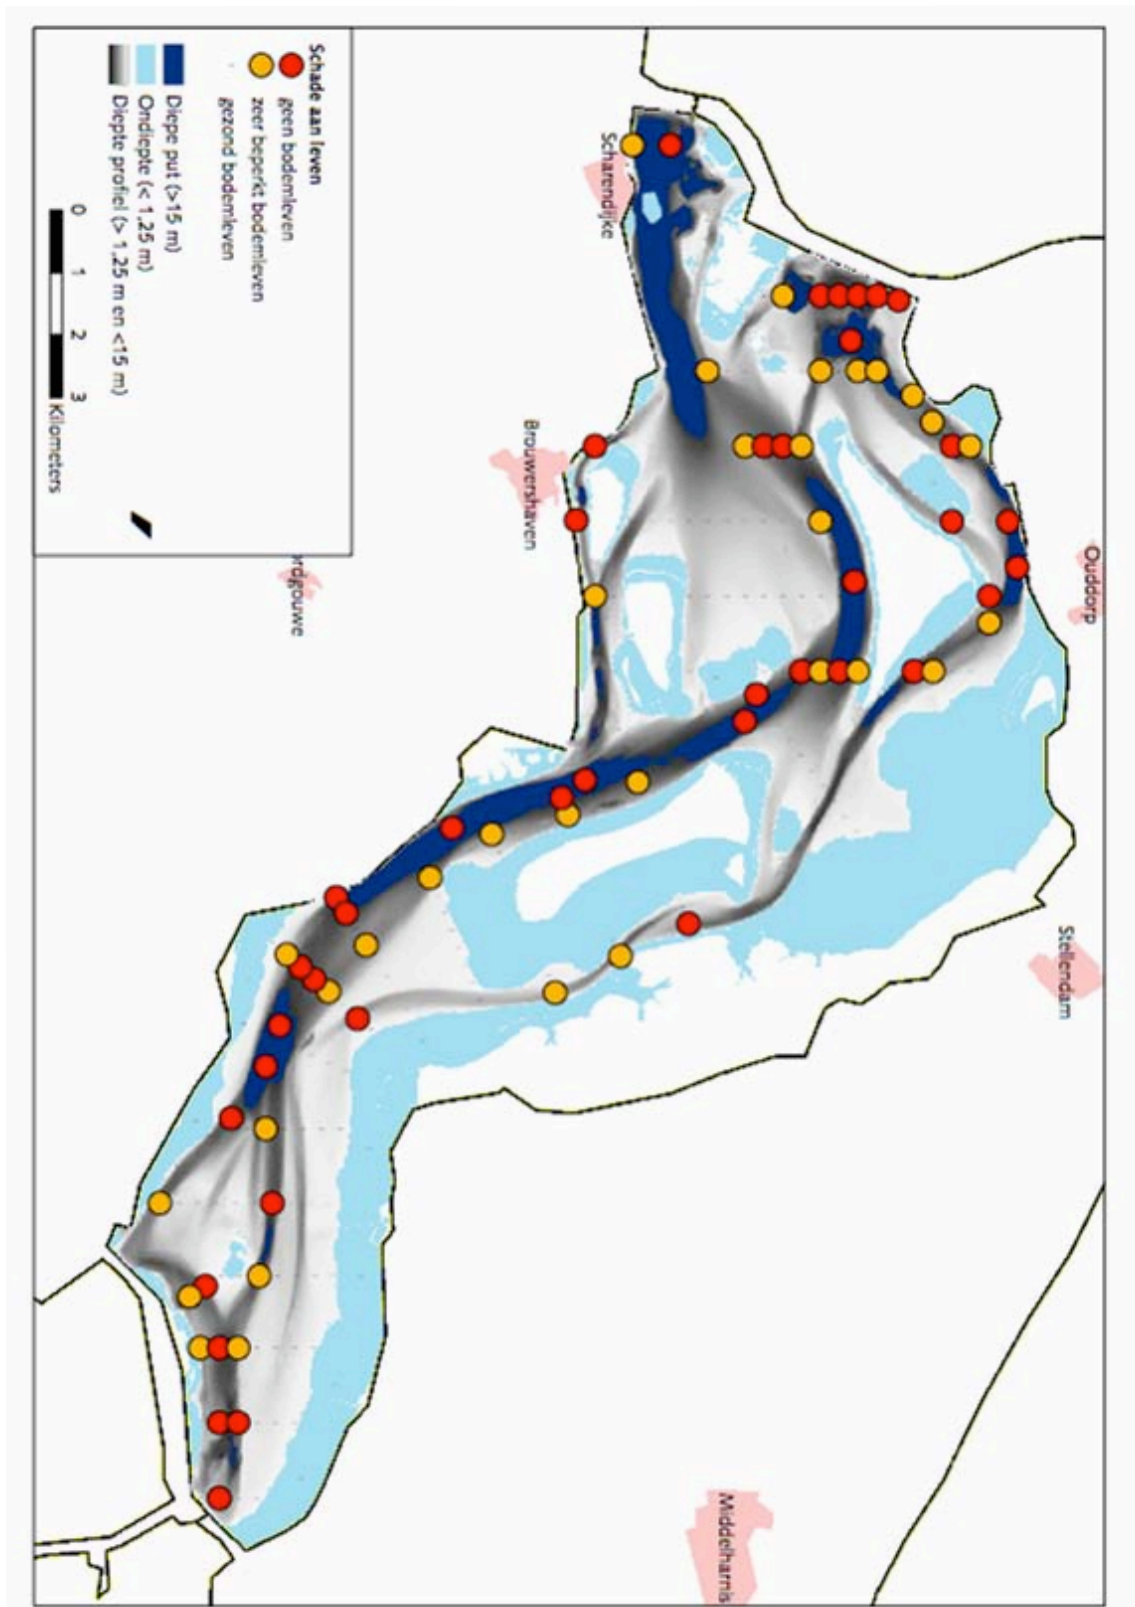 Schade aan leven
geen bodemleven
zeer beperkt bodemleven
gezond bodemleven
Diepe put (>15 m)
Ondiepte (< 1,25 m)
Diepte profiel (> 1,25 m en <15 m)
0 1 2 3
Kilometers
Scharendijke
Brouwershaven
ordgouwe
Ouddorp
Stellendam
Middelharnis